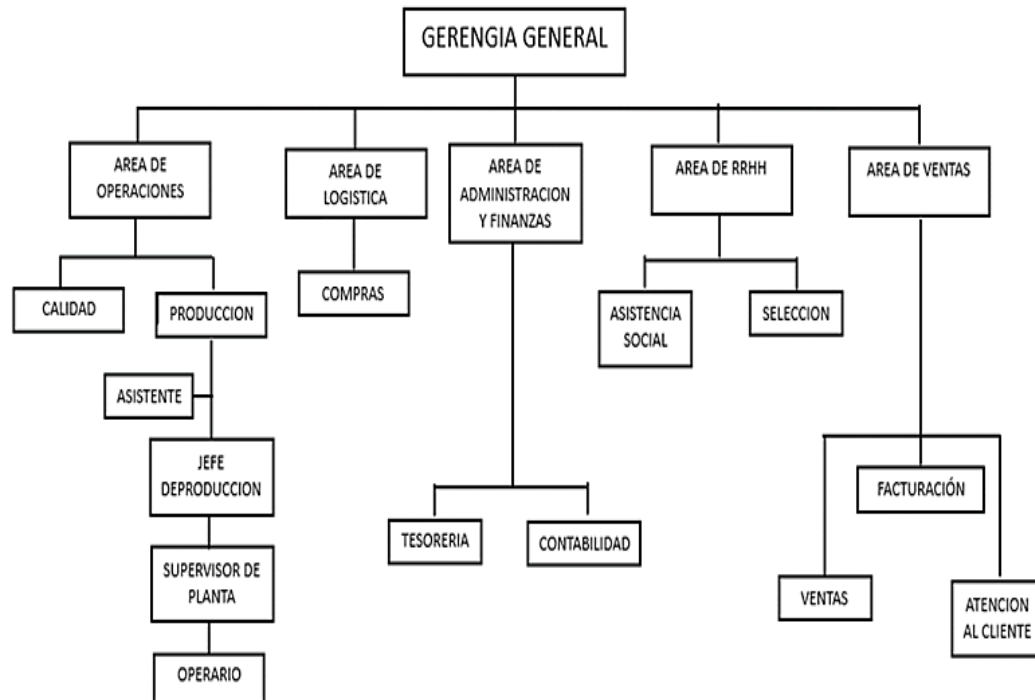 GERENGIA GENERAL
AREA DE
OPERACIONES
AREA DE
LOGISTICA
AREA DE
ADMINISTRACION
Y FINANZAS
AREA DE RRHH
AREA DE VENTAS
CALIDAD
PRODUCCION
COMPRAS
ASISTENCIA
SOCIAL
SELECCION
ASISTENTE
JEFE
DEPRODUCCION
FACTURACIÓN
TESORERIA
CONTABILIDAD
SUPERVISOR DE
PLANTA
VENTAS
ATENCION
AL CLIENTE
OPERARIO